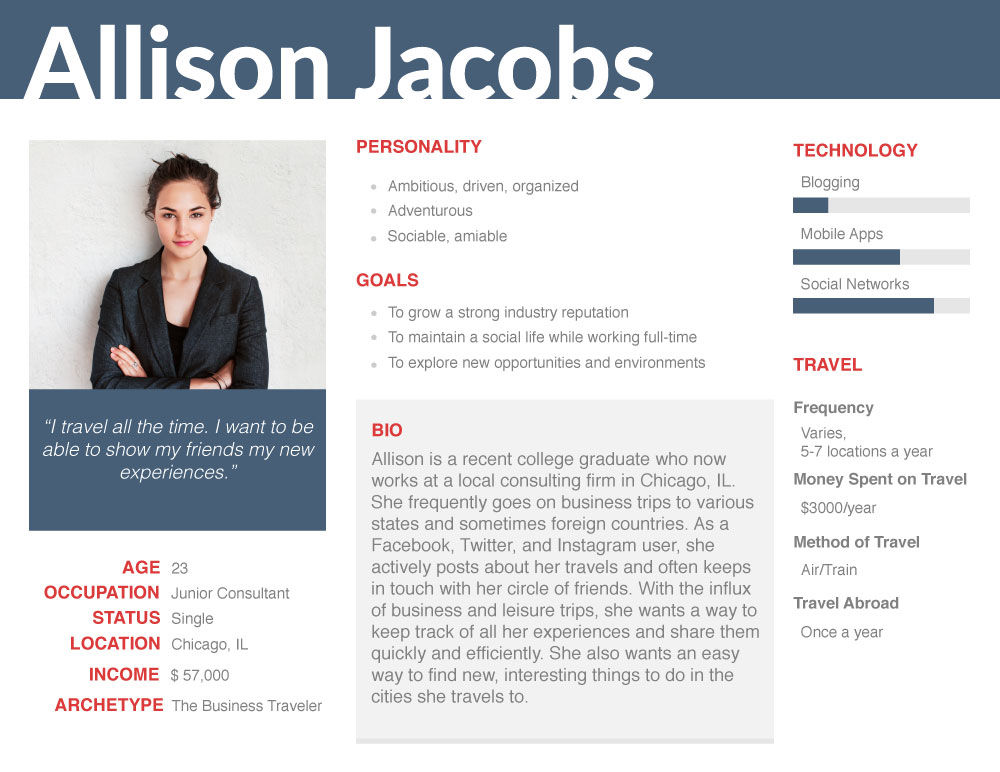 Allison Jacobs
“I travel all the time. I want to be
able to show my friends my new
experiences.”
AGE 23
OCCUPATION Junior Consultant
STATUS Single
LOCATION Chicago, IL
INCOME $ 57,000
ARCHETYPE The Business Traveler
PERSONALITY
Ambitious, driven, organized
Adventurous
Sociable, amiable
GOALS
To grow a strong industry reputation
To maintain a social life while working full-time
To explore new opportunities and environments
BIO
Allison is a recent college graduate who now
works at a local consulting firm in Chicago, IL.
She frequently goes on business trips to various
states and sometimes foreign countries. As a
Facebook, Twitter, and Instagram user, she
actively posts about her travels and often keeps
in touch with her circle of friends. With the influx
of business and leisure trips, she wants a way to
keep track of all her experiences and share them
quickly and efficiently. She also wants an easy
way to find new, interesting things to do in the
cities she travels to.
TECHNOLOGY
Blogging
Mobile Apps
Social Networks
TRAVEL
Frequency
Varies,
5-7 locations a year
Money Spent on Travel
$3000/year
Method of Travel
Air/Train
Travel Abroad
Once a year